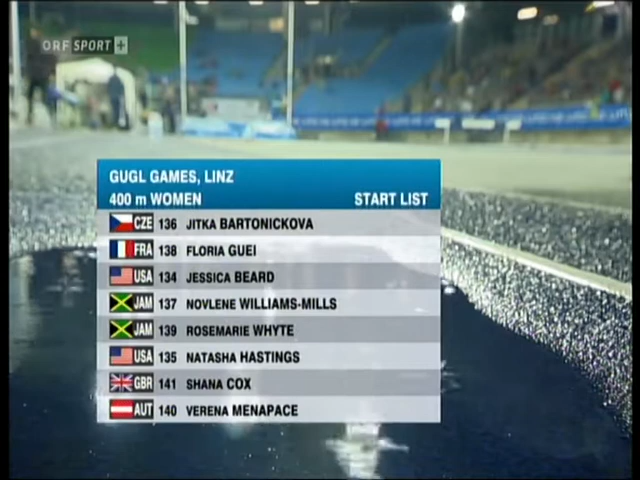 ORF SPORT +
GUGL GAMES, LINZ
400 m WOMEN START LIST
CZE 136 JITKA BARTONICKOVA
FRA 138 FLORIA GUEI
USA 134 JESSICA BEARD
JAM 137 NOVLENE WILLIAMS-MILLS
JAM 139 ROSEMARIE WHYTE
USA 135 NATASHA HASTINGS
GBR 141 SHANA COX
AUT 140 VERENA MENAPACE